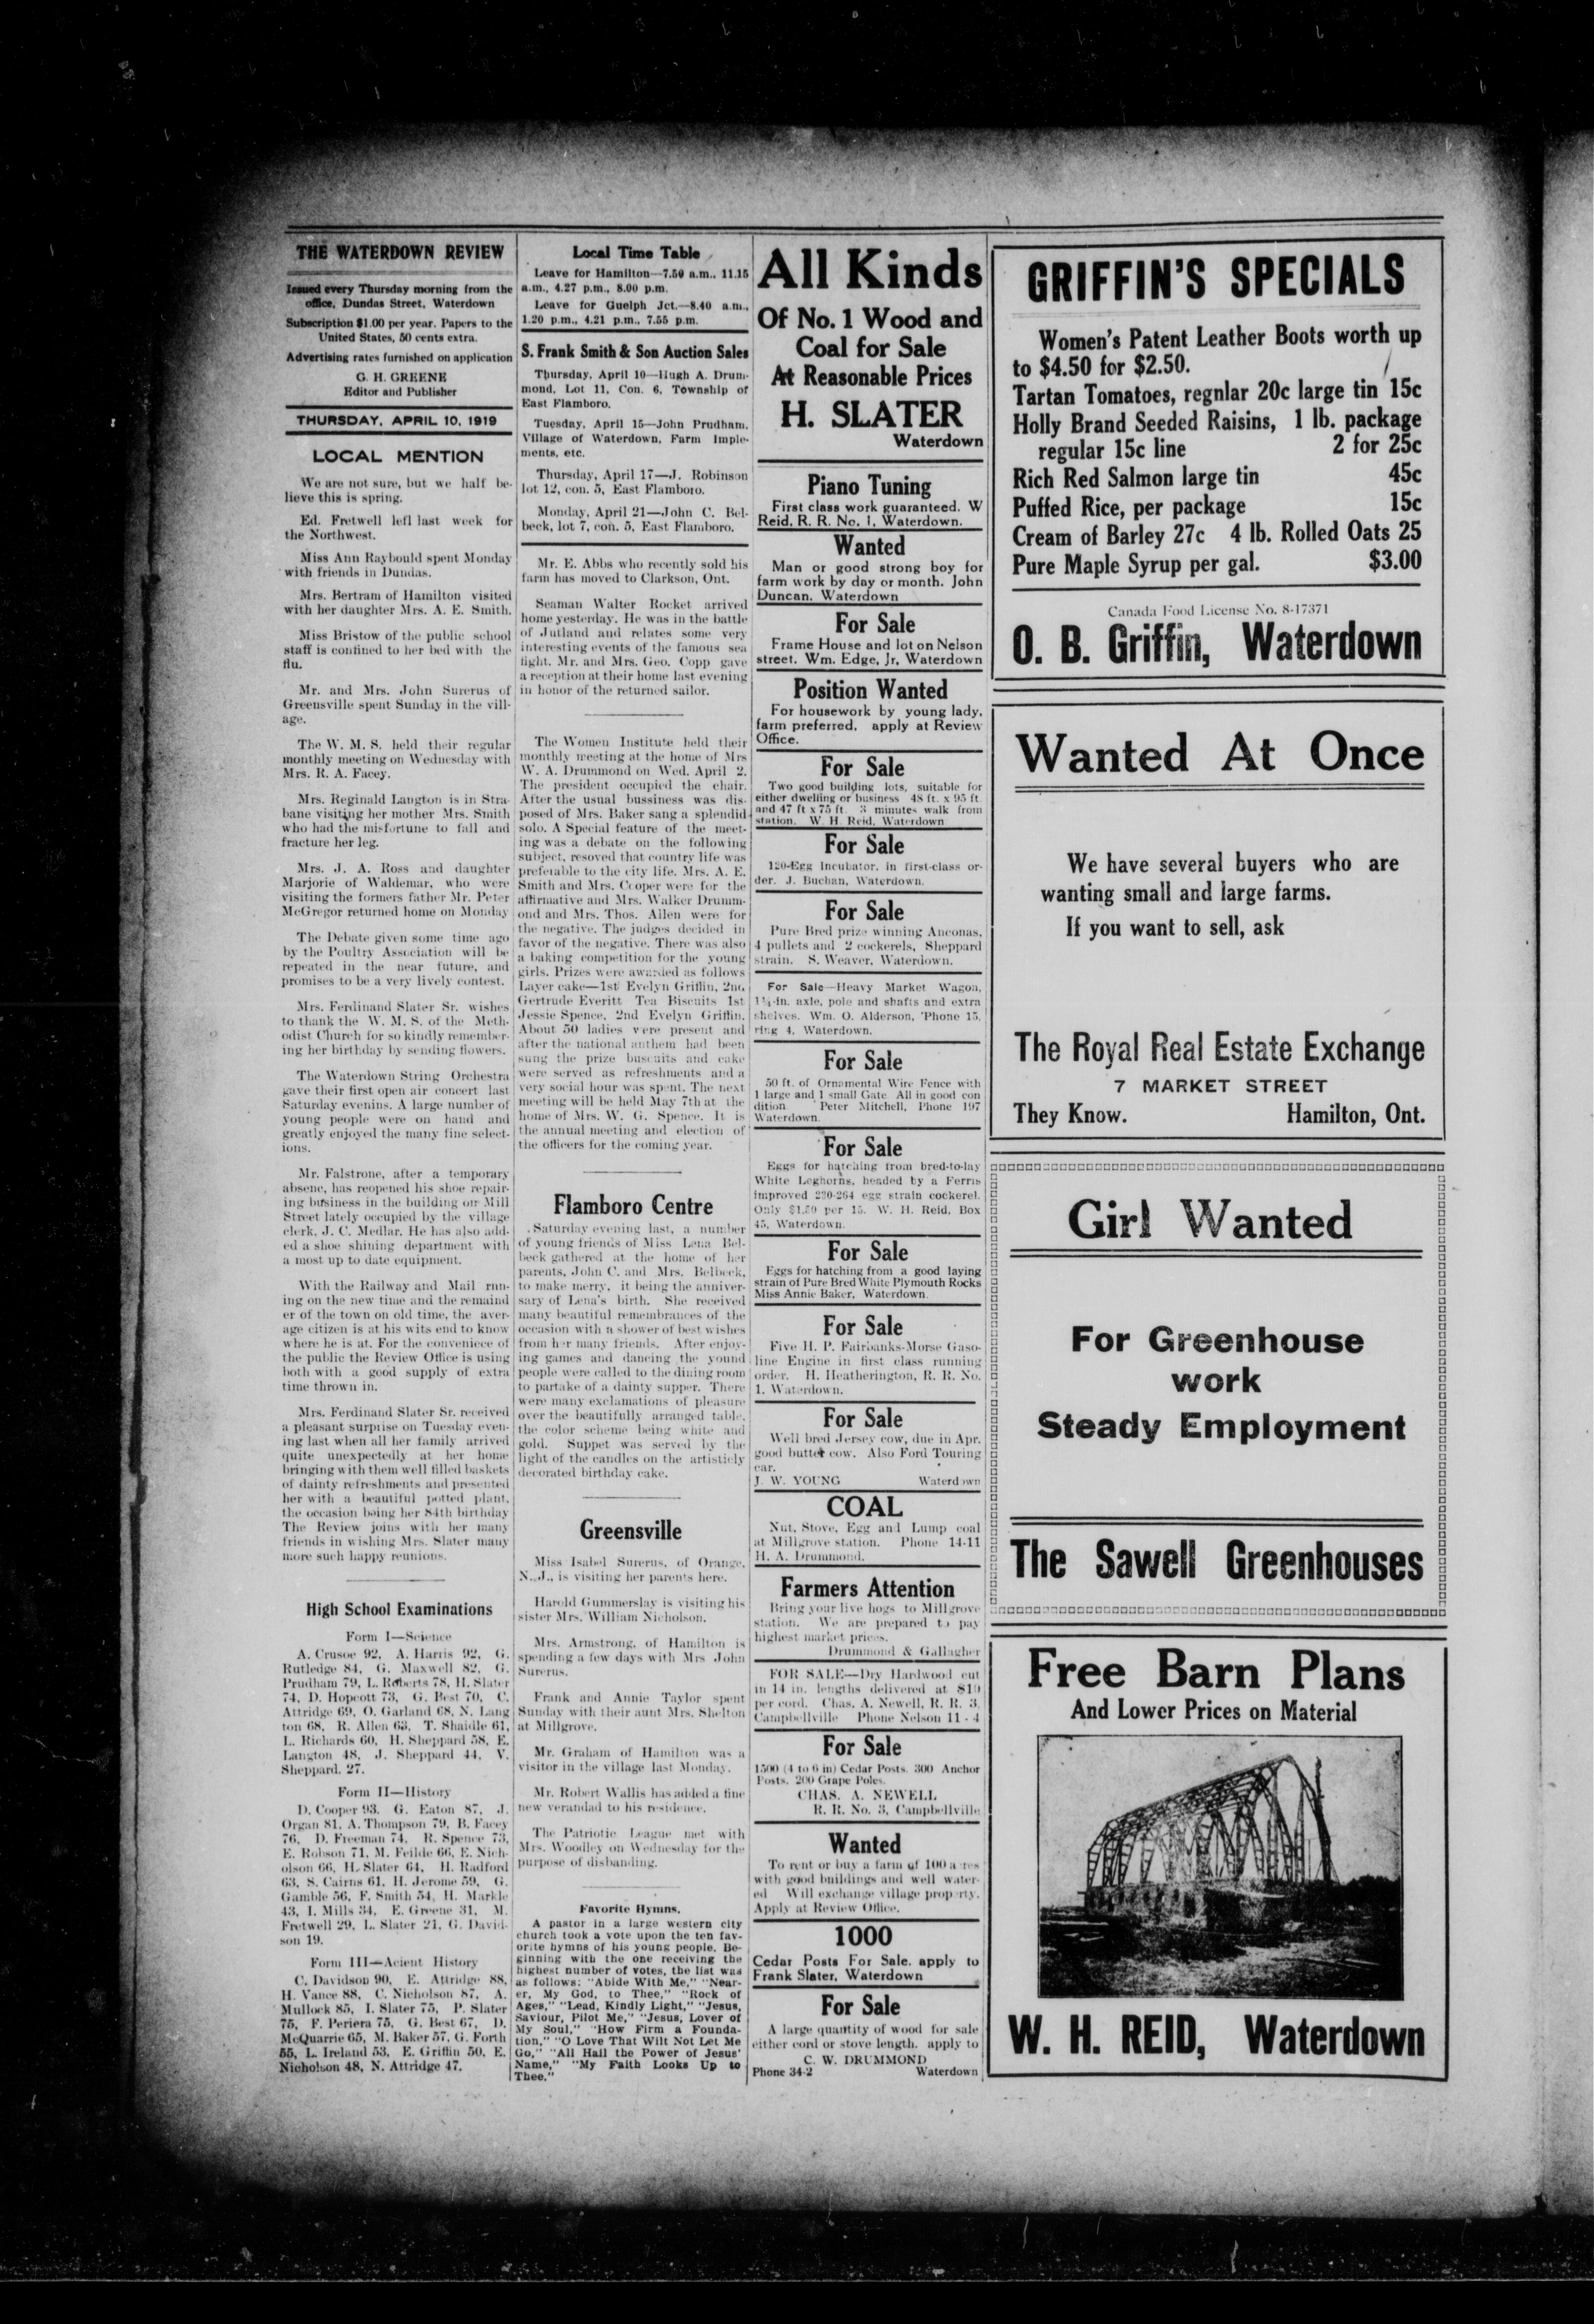 THE WATERDOWN REVIEW
Issued every Thursday morning from the
office, Dundas Street, Waterdown
Subscription $1.00 per year. Papers to the
United States, 50 cents extra.
Advertising rates furnished on application
G. H. GREENE
Editor and Publisher
THURSDAY, APRIL 10, 1919
LOCAL MENTION
We are not sure, but we half be-
lieve this is spring.
Ed. Fretwell lefl last week for
the Northwest.
Miss Ann Raybould spent Monday
with friends in Dundas.
Mrs. Bertram of Hamilton visited
with her daughter Mrs. A. E. Smith.
Miss Bristow of the public school
staff is confined to her bed with the
flu.
Mr. and Mrs. John Surerus of
Greensville spent Sunday in the vill-
age.
The W. M. S. held their regular
monthly meeting on Wednesday with
Mrs. R. A. Facey.
Mrs. Reginald Langton is in Stra-
bane visiting her mother Mrs. Smith
who had the misfortune to fall and
fracture her leg.
Mrs. J. A. Ross and daughter
Marjorie of Waldemar, who were
visiting the formers father Mr. Peter
McGregor returned home on Monday
The Debate given some time ago
by the Poultry Association will be
repeated in the near future, and
promises to be a very lively contest.
Mrs. Ferdinand Slater Sr. wishes
to thank the W. M. S. of the Meth-
odist Church for so kindly remember-
ing her birthday by sending flowers.
The Waterdown String Orchestra
gave their first open air concert last
Saturday evenins. A large number of
young people were on hand and
greatly enjoyed the many fine select-
ions.
Mr. Falstrone, after a temporary
absenc, has reopened his shoe repair-
ing business in the building on Mill
Street lately occupied by the village
clerk, J. C. Medlar. He has also add-
ed a shoe shining department with
a most up to date equipment.
With the Railway and Mail run-
ing on the new time and the remaind
er of the town on old time, the aver-
age citizen is at his wits end to know
where he is at. For the conveniece of
the public the Review Office is using
both with a good supply of extra
time thrown in.
Mrs. Ferdinand Slater Sr. received
a pleasant surprise on Tuesday even-
ing last when all her family arrived
quite unexpectedly at her home
bringing with them well filled baskets
of dainty refreshments and presented
her with a beautiful potted plant,
the occasion being her 84th birthday
The Review joins with her many
friends in wishing Mrs. Slater many
more such happy reunions.
High School Examinations
Form I—Science
A. Crusoe 92, A. Harris 92, G.
Rutledge 84, G. Maxwell 82, G.
Prudham 79, L. Roberts 78, H. Slater
74, D. Hopcott 73, G. Best 70, C.
Attridge 69, O. Garland 68, N. Lang
ton 68, R. Allen 63, T. Shaidle 61,
L. Richards 60, H. Sheppard 58, E.
Langton 48, J. Sheppard 44, V.
Sheppard, 27.
Form II—History
D. Cooper 93, G. Eaton 87, J.
Organ 81, A. Thompson 79, B. Facey
76, D. Freeman 74, R. Spence 73,
E. Robson 71, M. Feilde 66, E. Nich-
olson 66, H. Slater 64, H. Radford
63, S. Cairns 61, H. Jerome 59, G.
Gamble 56, F. Smith 54, H. Markle
43, I. Mills 34, E. Greene 31, M.
Fretwell 29, L. Slater 21, G. David-
son 19.
Form III—Acient History
C. Davidson 90, E. Attridge 88,
H. Vance 88, C. Nicholson 87, A.
Mullock 85, I. Slater 75, P. Slater
75, F. Periera 75, G. Best 67, D.
McQuarrie 65, M. Baker 57, G. Forth
55, L. Ireland 53, E. Griffin 50, E.
Nicholson 48, N. Attridge 47.
Local Time Table
Leave for Hamilton—7.50 a.m., 11.15
a.m., 4.27 p.m., 8.00 p.m.
Leave for Guelph Jct.—8.40 a.m.,
1.20 p.m., 4.21 p.m., 7.55 p.m.
S. Frank Smith & Son Auction Sales
Thursday, April 10—Hugh A. Drum-
mond, Lot 11, Con. 6, Township of
East Flamboro.
Tuesday, April 15—John Prudham,
Village of Waterdown, Farm Imple-
ments, etc.
Thursday, April 17—J. Robinson
lot 12, con. 5, East Flamboro.
Monday, April 21—John C. Bel-
beck, lot 7, con. 5, East Flamboro.
Mr. E. Abbs who recently sold his
farm has moved to Clarkson, Ont.
Seaman Walter Rocket arrived
home yesterday. He was in the battle
of Jutland and relates some very
interesting events of the famous sea
fight. Mr. and Mrs. Geo. Copp gave
a reception at their home last evening
in honor of the returned sailor.
The Women Institute held their
monthly meeting at the home of Mrs
W. A. Drummond on Wed. April 2.
The president occupied the chair.
After the usual bussiness was dis-
posed of Mrs. Baker sang a splendid
solo. A Special feature of the meet-
ing was a debate on the following
subject, resoved that country life was
preferable to the city life. Mrs. A. E.
Smith and Mrs. Cooper were for the
affirmative and Mrs. Walker Drumm-
ond and Mrs. Thos. Allen were for
the negative. The judges decided in
favor of the negative. There was also
a baking competition for the young
girls. Prizes were awarded as follows
Layer cake—1st Evelyn Griffin, 2nd
Gertrude Everitt Tea Biscuits 1st
Jessie Spence, 2nd Evelyn Griffin.
About 50 ladies were present and
after the national anthem had been
sung the prize buscuits and cake
were served as refreshments and a
very social hour was spent. The next
meeting will be held May 7th at the
home of Mrs. W. G. Spence. It is
the annual meeting and election of
the officers for the coming year.
Flamboro Centre
Saturday evening last, a number
of young friends of Miss Lena Bel-
beck gathered at the home of her
parents, John C. and Mrs. Belbeck,
to make merry, it being the anniver-
sary of Lena's birth. She received
many beautiful remembrances of the
occasion with a shower of best wishes
from her many friends. After enjoy-
ing games and dancing the yound
people were called to the dining room
to partake of a dainty supper. There
were many exclamations of pleasure
over the beautifully arranged table,
the color scheme being white and
gold. Suppet was served by the
light of the candles on the artisticly
decorated birthday cake.
Greensville
Miss Isabel Surerus, of Orange,
N. J., is visiting her parents here.
Harold Gummerslay is visiting his
sister Mrs. William Nicholson.
Mrs. Armstrong, of Hamilton is
spending a few days with Mrs John
Surerus.
Frank and Annie Taylor spent
Sunday with their aunt Mrs. Shelton
at Millgrove.
Mr. Graham of Hamilton was a
visitor in the village last Monday.
Mr. Robert Wallis has added a fine
new verandad to his residence.
The Patriotic League met with
Mrs. Woodley on Wednesday for the
purpose of disbanding.
Favorite Hymns.
A pastor in a large western city
church took a vote upon the ten fav-
orite hymns of his young people. Be-
ginning with the one receiving the
highest number of votes, the list was
as follows: "Abide With Me," "Near-
er, My God, to Thee," "Rock of
Ages," "Lead, Kindly Light," "Jesus,
Saviour, Pilot Me," "Jesus, Lover of
My Soul," "How Firm a Founda-
tion," "O Love That Wilt Not Let Me
Go," "All Hail the Power of Jesus'
Name," "My Faith Looks Up to
Thee."
All Kinds
Of No. 1 Wood and
Coal for Sale
At Reasonable Prices
H. SLATER
Waterdown
Piano Tuning
First class work guaranteed. W
Reid, R. R. No. 1, Waterdown.
Wanted
Man or good strong boy for
farm work by day or month. John
Duncan, Waterdown
For Sale
Frame House and lot on Nelson
street. Wm. Edge, Jr, Waterdown
Position Wanted
For housework by young lady,
farm preferred, apply at Review
Office.
For Sale
Two good building lots, suitable for
either dwelling or business 48 ft. x 95 ft.
and 47 ft x 75 ft 3 minutes walk from
station. W. H. Reid, Waterdown
For Sale
120-Egg Incubator, in first-class or-
der. J. Buchan, Waterdown.
For Sale
Pure Bred prize winning Anconas,
4 pullets and 2 cockerels, Sheppard
strain. S. Weaver, Waterdown.
For Sale—Heavy Market Wagon,
1¼-in. axle, pole and shafts and extra
shelves. Wm. O. Alderson, 'Phone 15,
ring 4, Waterdown.
For Sale
50 ft. of Ornamental Wire Fence with
1 large and 1 small Gate All in good con
dition Peter Mitchell, Phone 197
Waterdown.
For Sale
Eggs for hatching from bred-to-lay
White Leghorns, headed by a Ferris
improved 230-264 egg strain cockerel.
Only $1.50 per 15. W. H. Reid, Box
45, Waterdown.
For Sale
Eggs for hatching from a good laying
strain of Pure Bred White Plymouth Rocks
Miss Annie Baker, Waterdown.
For Sale
Five H. P. Fairbanks-Morse Gaso-
line Engine in first class running
order. H. Heatherington, R. R. No.
1, Waterdown.
For Sale
Well bred Jersey cow, due in Apr.
good butter cow. Also Ford Touring
car.
J. W. YOUNG Waterdown
COAL
Nut, Stove, Egg and Lump coal
at Millgrove station. Phone 14-11
H. A. Drummond.
Farmers Attention
Bring your live hogs to Millgrove
station. We are prepared to pay
highest market prices.
Drummond & Gallagher
FOR SALE—Dry Hardwood cut
in 14 in. lengths delivered at $10
per cord. Chas. A. Newell, R. R. 3,
Campbellville Phone Nelson 11 - 4
For Sale
1500 (4 to 6 in) Cedar Posts. 300 Anchor
Posts. 200 Grape Poles.
CHAS. A. NEWELL
R. R. No. 3, Campbellville
Wanted
To rent or buy a farm of 100 acres
with good buildings and well water-
ed Will exchange village property.
Apply at Review Office.
1000
Cedar Posts For Sale, apply to
Frank Slater, Waterdown
For Sale
A large quantity of wood for sale
either cord or stove length. apply to
C. W. DRUMMOND
Phone 34-2 Waterdown
GRIFFIN'S SPECIALS
Women's Patent Leather Boots worth up
to $4.50 for $2.50.
Tartan Tomatoes, regnlar 20c large tin 15c
Holly Brand Seeded Raisins, 1 lb. package
regular 15c line 2 for 25c
Rich Red Salmon large tin 45c
Puffed Rice, per package 15c
Cream of Barley 27c 4 lb. Rolled Oats 25
Pure Maple Syrup per gal. $3.00
Canada Food License No. 8-17371
O. B. Griffin, Waterdown
Wanted At Once
We have several buyers who are
wanting small and large farms.
If you want to sell, ask
The Royal Real Estate Exchange
7 MARKET STREET
They Know. Hamilton, Ont.
Girl Wanted
For Greenhouse
work
Steady Employment
The Sawell Greenhouses
Free Barn Plans
And Lower Prices on Material
W. H. REID, Waterdown